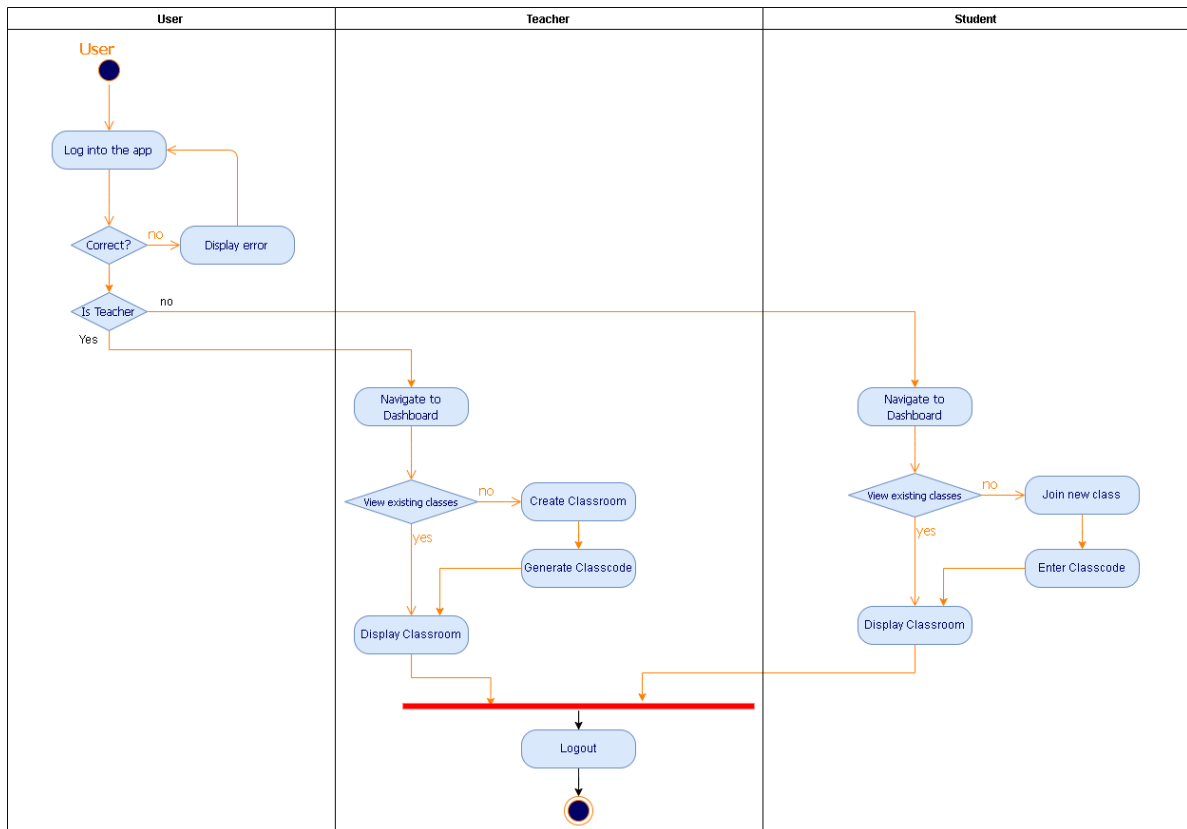 User
Teacher
Student
User
Log into the app
Correct?
no
Display error
Is Teacher
no
Yes
Navigate to
Dashboard
View existing classes
no
Create Classroom
yes
Generate Classcode
Display Classroom
Navigate to
Dashboard
View existing classes
no
Join new class
yes
Enter Classcode
Display Classroom
Logout